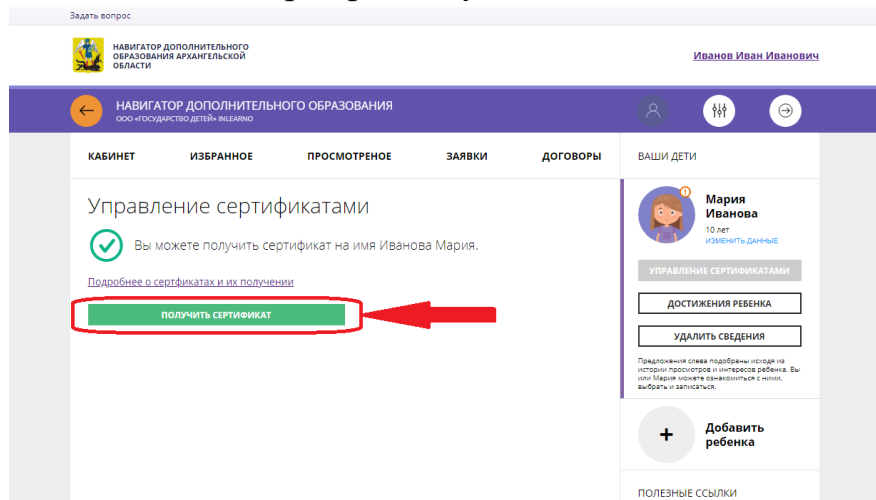 Задать вопрос
НАВИГАТОР ДОПОЛНИТЕЛЬНОГО
ОБРАЗОВАНИЯ АРХАНГЕЛЬСКОЙ
ОБЛАСТИ
Иванов Иван Иванович
НАВИГАТОР ДОПОЛНИТЕЛЬНОГО ОБРАЗОВАНИЯ
ООО «ГОСУДАРСТВО ДЕТЕЙ» INLEARNO
КАБИНЕТ ИЗБРАННОЕ ПРОСМОТРЕНОЕ ЗАЯВКИ ДОГОВОРЫ
Управление сертификатами
Вы можете получить сертификат на имя Иванова Мария.
Подробнее о сертфикатах и их получении
ПОЛУЧИТЬ СЕРТИФИКАТ
ВАШИ ДЕТИ
Мария
Иванова
10 лет
ИЗМЕНИТЬ ДАННЫЕ
УПРАВЛЕНИЕ СЕРТИФИКАТАМИ
ДОСТИЖЕНИЯ РЕБЕНКА
УДАЛИТЬ СВЕДЕНИЯ
Предложения слева подобраны исходя из
истории просмотров и интересов ребенка. Вы
или Мария можете ознакомиться с ними,
выбрать и записаться.
+
Добавить
ребенка
ПОЛЕЗНЫЕ ССЫЛКИ